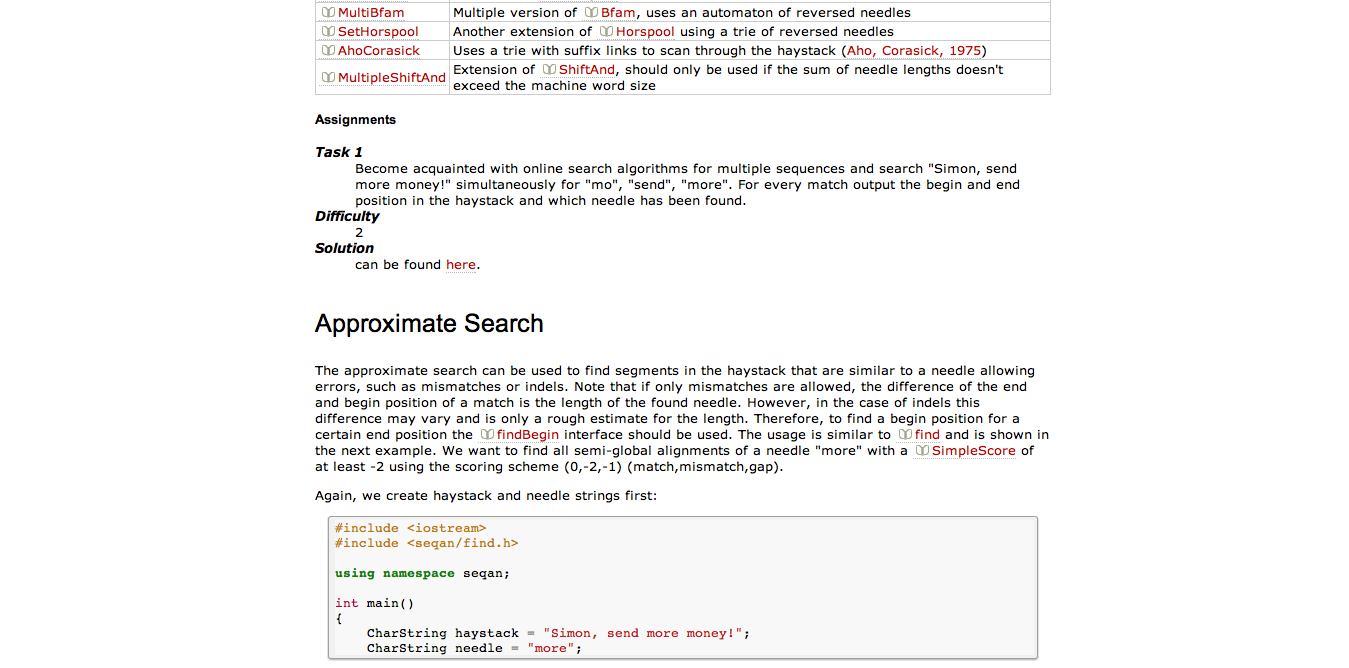 MultiBfam Multiple version of Bfam, uses an automaton of reversed needles
SetHorspool Another extension of Horspool using a trie of reversed needles
AhoCorasick Uses a trie with suffix links to scan through the haystack (Aho, Corasick, 1975)
MultipleShiftAnd Extension of ShiftAnd, should only be used if the sum of needle lengths doesn't
exceed the machine word size
Assignments
Task 1
Become acquainted with online search algorithms for multiple sequences and search "Simon, send
more money!" simultaneously for "mo", "send", "more". For every match output the begin and end
position in the haystack and which needle has been found.
Difficulty
2
Solution
can be found here.
Approximate Search
The approximate search can be used to find segments in the haystack that are similar to a needle allowing
errors, such as mismatches or indels. Note that if only mismatches are allowed, the difference of the end
and begin position of a match is the length of the found needle. However, in the case of indels this
difference may vary and is only a rough estimate for the length. Therefore, to find a begin position for a
certain end position the findBegin interface should be used. The usage is similar to find and is shown in
the next example. We want to find all semi-global alignments of a needle "more" with a SimpleScore of
at least -2 using the scoring scheme (0,-2,-1) (match,mismatch,gap).
Again, we create haystack and needle strings first:
#include <iostream>
#include <seqan/find.h>
using namespace seqan;
int main()
{
CharString haystack = "Simon, send more money!";
CharString needle = "more";